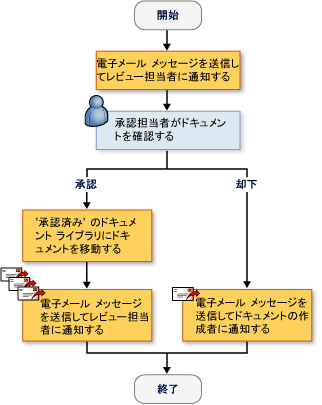 開始
電子メール メッセージを送信し
てレビュー担当者に通知する
承認担当者がドキュメン
トを確認する
承認
却下
'承認済み' のドキュメ
ント ライブラリにドキ
ュメントを移動する
電子メール メッセージ
を送信してレビュー担当
者に通知する
電子メール メッセージを
送信してドキュメントの作
成者に通知する
終了